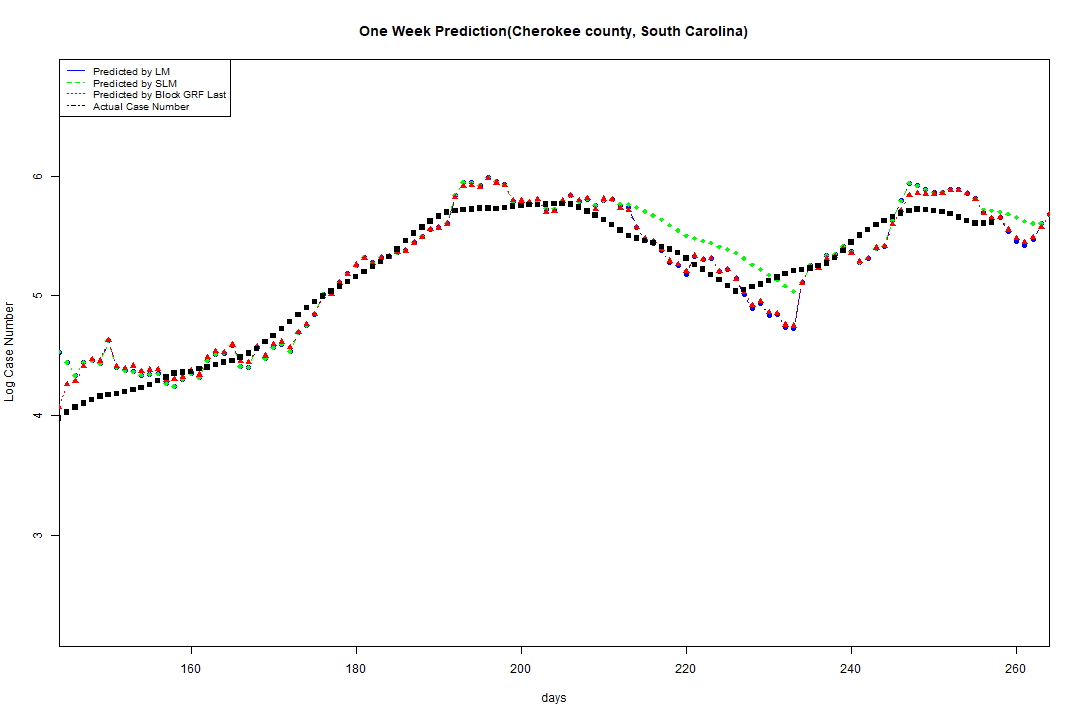 One Week Prediction(Cherokee county, South Carolina)
Predicted by LM
Predicted by SLM
Predicted by Block GRF Last
Actual Case Number
6
5
4
3
Log Case Number
160 180 200 220 240 260
days